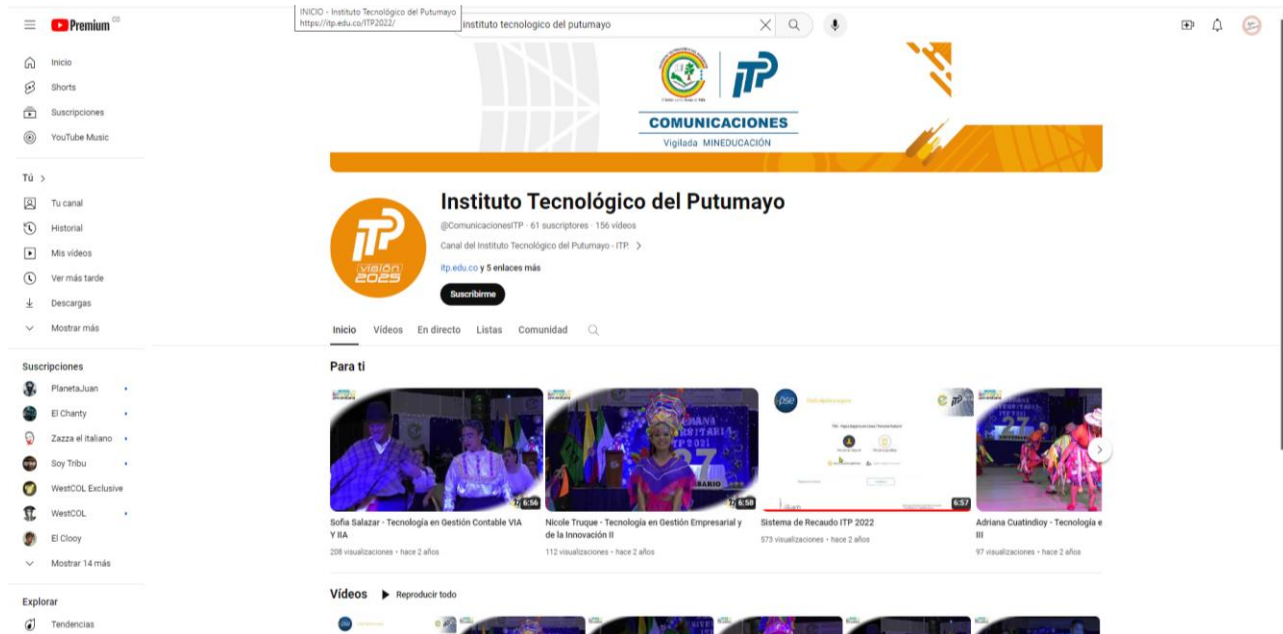 INICIO - Instituto Tecnológico del Putumayo
https://itp.edu.co/ITP2022/
Premium CO
instituto tecnologico del putumayo
Inicio
Shorts
Suscripciones
YouTube Music
Tú >
Tu canal
Historial
Mis vídeos
Ver más tarde
Descargas
Mostrar más
Suscripciones
PlanetaJuan
El Chanty
Zazza el italiano
Soy Tribu
WestCOL Exclusive
WestCOL
El Clooy
Mostrar 14 más
Explorar
Tendencias
iTP
COMUNICACIONES
Vigilada MINEDUCACIÓN
iTP
Visión
2025
Instituto Tecnológico del Putumayo
@ComunicacionesITP · 61 suscriptores · 156 vídeos
Canal del Instituto Tecnológico del Putumayo - ITP. >
itp.edu.co y 5 enlaces más
Suscribirme
Inicio Vídeos En directo Listas Comunidad
Para ti
6:56
6:58
pse
6:57
27
Sofia Salazar - Tecnología en Gestión Contable VIA
Y IIA
208 visualizaciones · hace 2 años
Nicole Truque - Tecnología en Gestión Empresarial y
de la Innovación II
112 visualizaciones · hace 2 años
Sistema de Recaudo ITP 2022
573 visualizaciones · hace 2 años
Adriana Cuatindioy - Tecnología e
III
97 visualizaciones · hace 2 años
Vídeos Reproducir todo